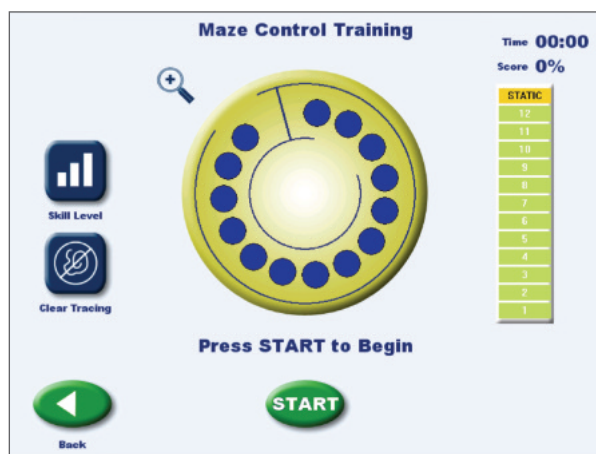 Maze Control Training
Time 00:00
Score 0%
STATIC
12
11
10
9
8
7
6
5
4
3
2
1
Skill Level
Clear Tracing
Press START to Begin
START
Back